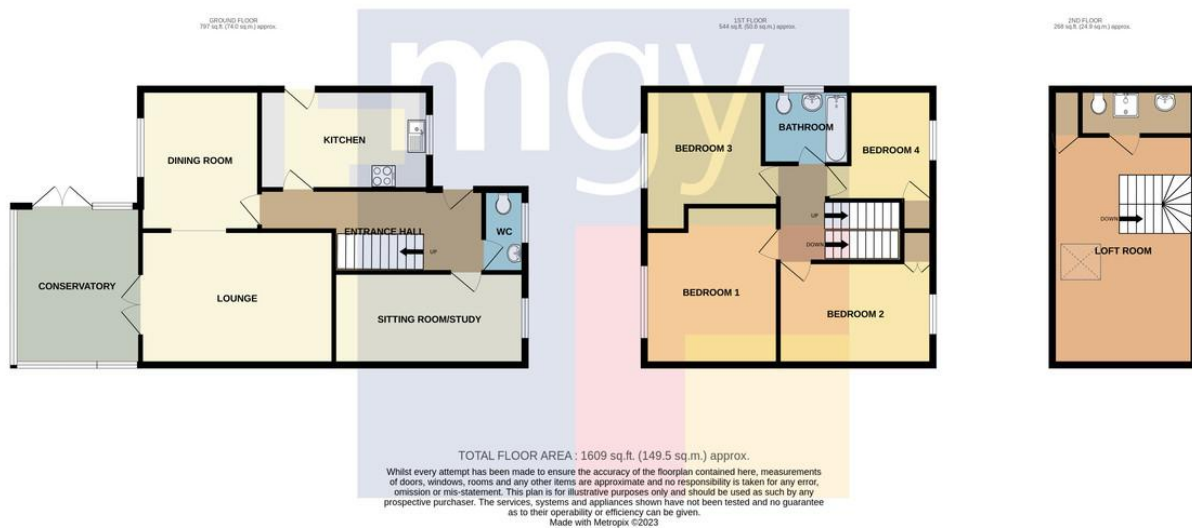 GROUND FLOOR
797 sq.ft. (74.0 sq.m.) approx.
1ST FLOOR
544 sq.ft. (50.6 sq.m.) approx.
2ND FLOOR
268 sq.ft. (24.9 sq.m.) approx.
mgy
KITCHEN
DINING ROOM
ENTRANCE HALL
WC
UP
CONSERVATORY
LOUNGE
SITTING ROOM/STUDY
BATHROOM
BEDROOM 3
BEDROOM 4
UP
DOWN
BEDROOM 1
BEDROOM 2
DOWN
LOFT ROOM
TOTAL FLOOR AREA : 1609 sq.ft. (149.5 sq.m.) approx.
Whilst every attempt has been made to ensure the accuracy of the floorplan contained here, measurements
of doors, windows, rooms and any other items are approximate and no responsibility is taken for any error,
omission or mis-statement. This plan is for illustrative purposes only and should be used as such by any
prospective purchaser. The services, systems and appliances shown have not been tested and no guarantee
as to their operability or efficiency can be given.
Made with Metropix ©2023